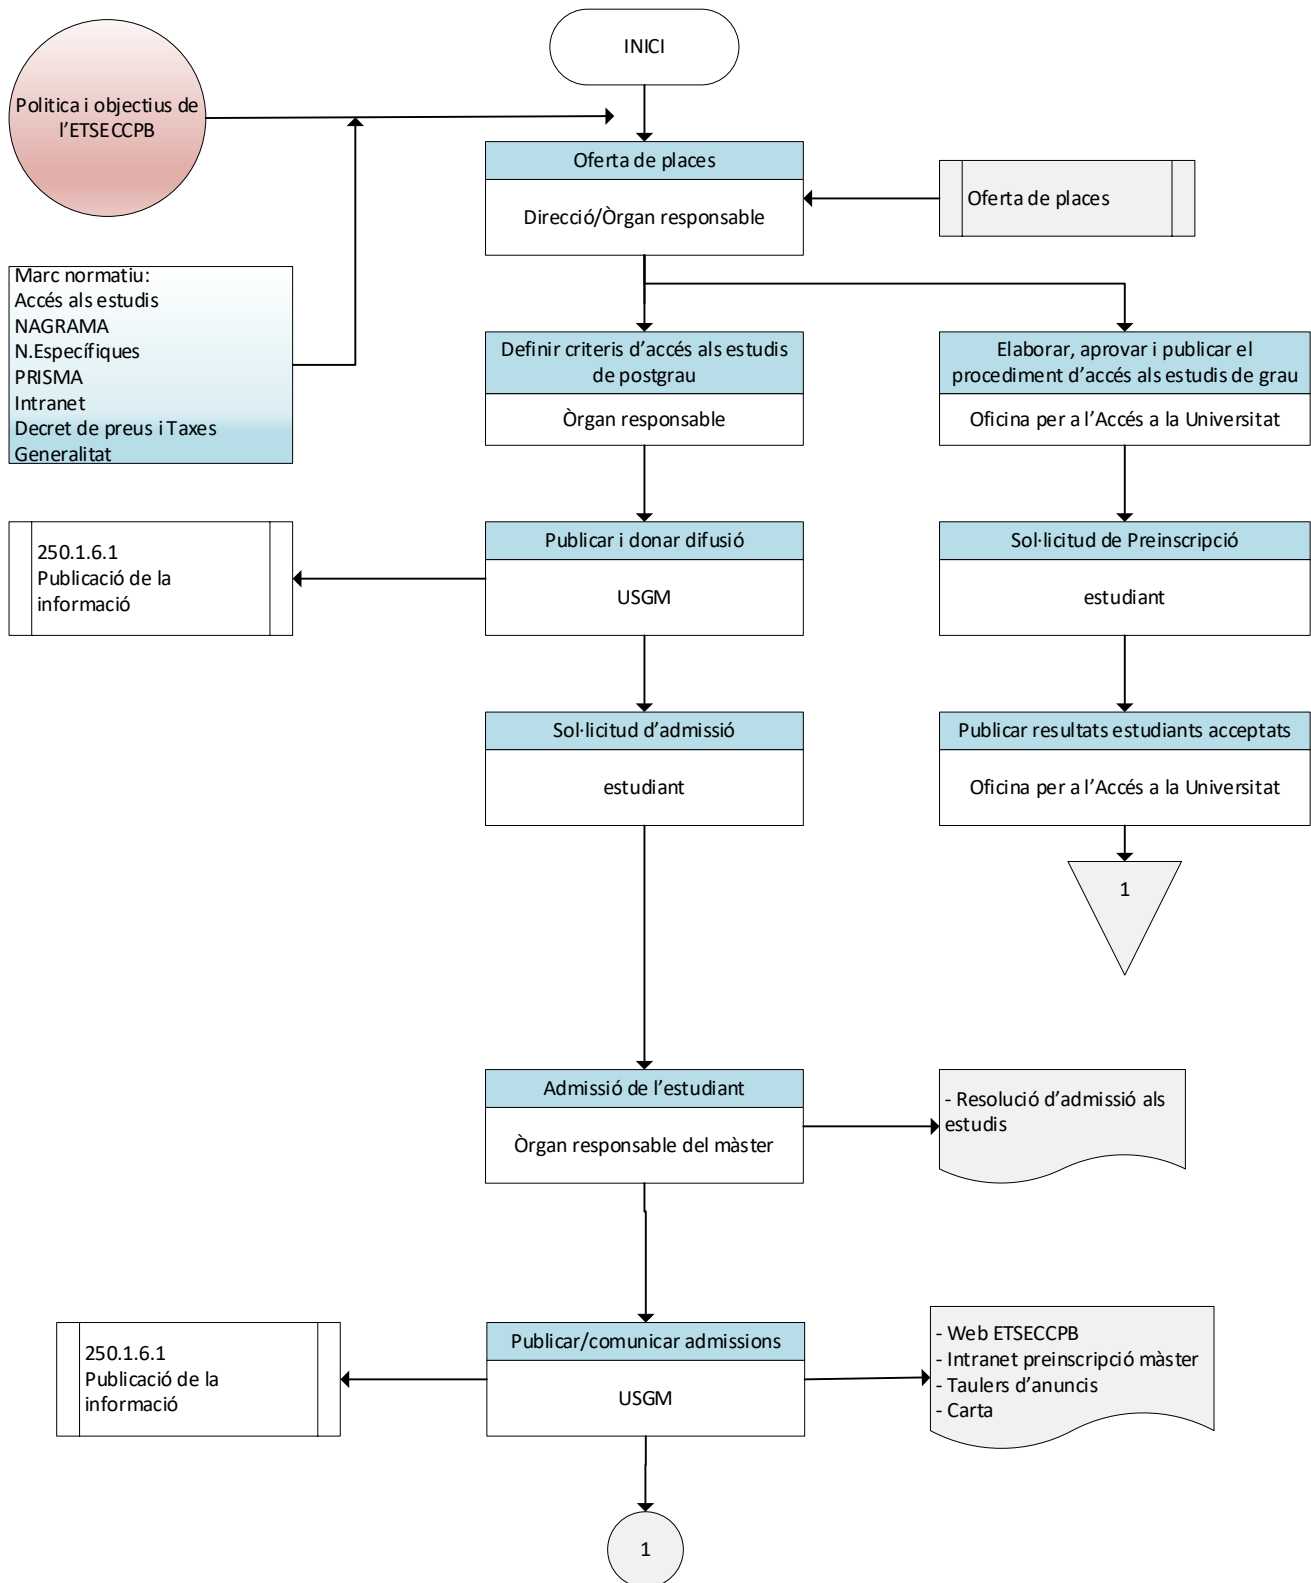 INICI
Politica i objectius de
l'ETSECCPB
Oferta de places
Direcció/Òrgan responsable
Oferta de places
Marc normatiu:
Accés als estudis
NAGRAMA
N.Específiques
PRISMA
Intranet
Decret de preus i Taxes
Generalitat
Definir criteris d'accés als estudis
de postgrau
Òrgan responsable
Elaborar, aprovar i publicar el
procediment d'accés als estudis de grau
Oficina per a l'Accés a la Universitat
250.1.6.1
Publicació de la
informació
Publicar i donar difusió
USGM
Sol·licitud de Preinscripció
estudiant
Sol·licitud d'admissió
estudiant
Publicar resultats estudiants acceptats
Oficina per a l'Accés a la Universitat
1
Admissió de l'estudiant
Òrgan responsable del màster
- Resolució d'admissió als
estudis
250.1.6.1
Publicació de la
informació
Publicar/comunicar admissions
USGM
- Web ETSECCPB
- Intranet preinscripció màster
- Taulers d'anuncis
- Carta
1